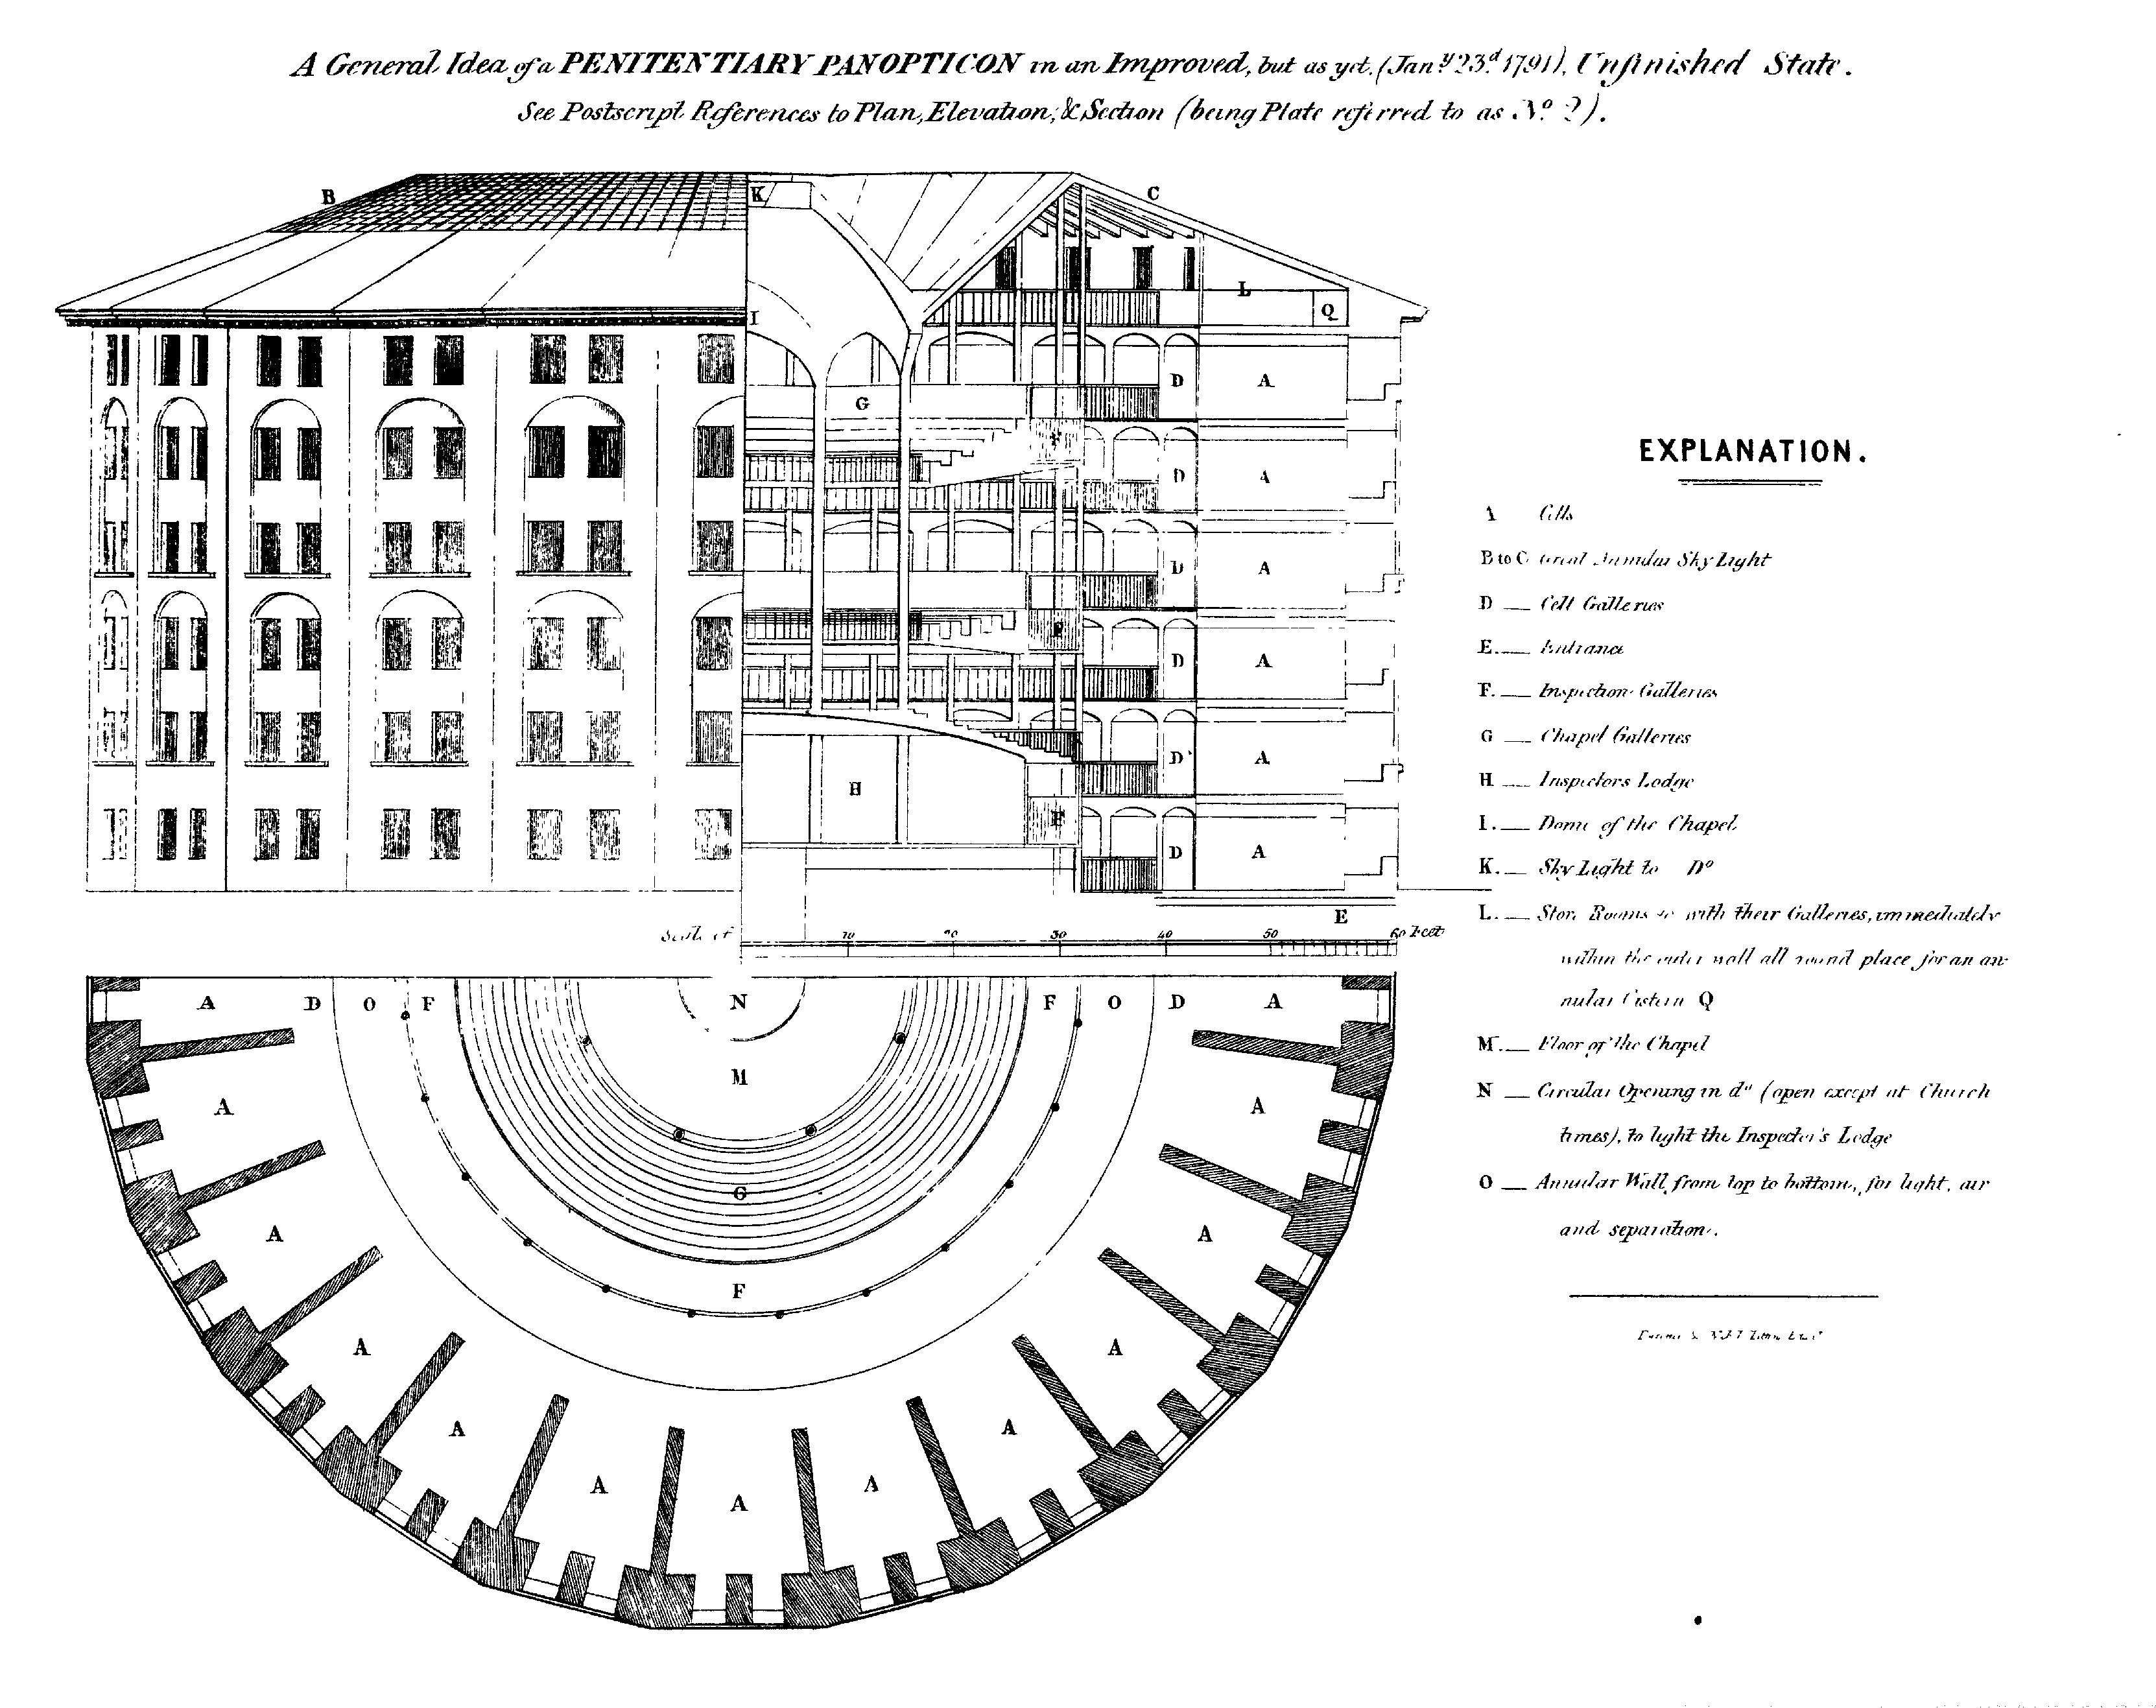 A General Idea of a PENITENTIARY PANOPTICON in an Improved, but as yet, (Jan.y 23.d 1791), Unfinished State.
See Postscript References to Plan, Elevation, & Section (being Plate referred to as No. 2).
B
K
C
L
Q
I
D A
G
F
D A
D A
F
D A
D A
H
F
D A
E
Scale of 10 20 30 40 50 60 Feet
A D O F N F O D A
M
A A
G
A A
F
A A
A A
A A
A
EXPLANATION.
A Cells
B to C Great Annular Sky Light
D — Cell Galleries
E. — Entrance
F. — Inspection Galleries
G — Chapel Galleries
H — Inspectors Lodge
I. — Dome of the Chapel
K. — Sky Light to Do
L. — Store Rooms &c with their Galleries, immediately
within the outer wall all round place for an an-
nular Cistern Q
M. — Floor of the Chapel
N — Circular Opening in do (open except at Church
times), to light the Inspector's Lodge
O — Annular Wall from top to bottom, for light, air
and separation.